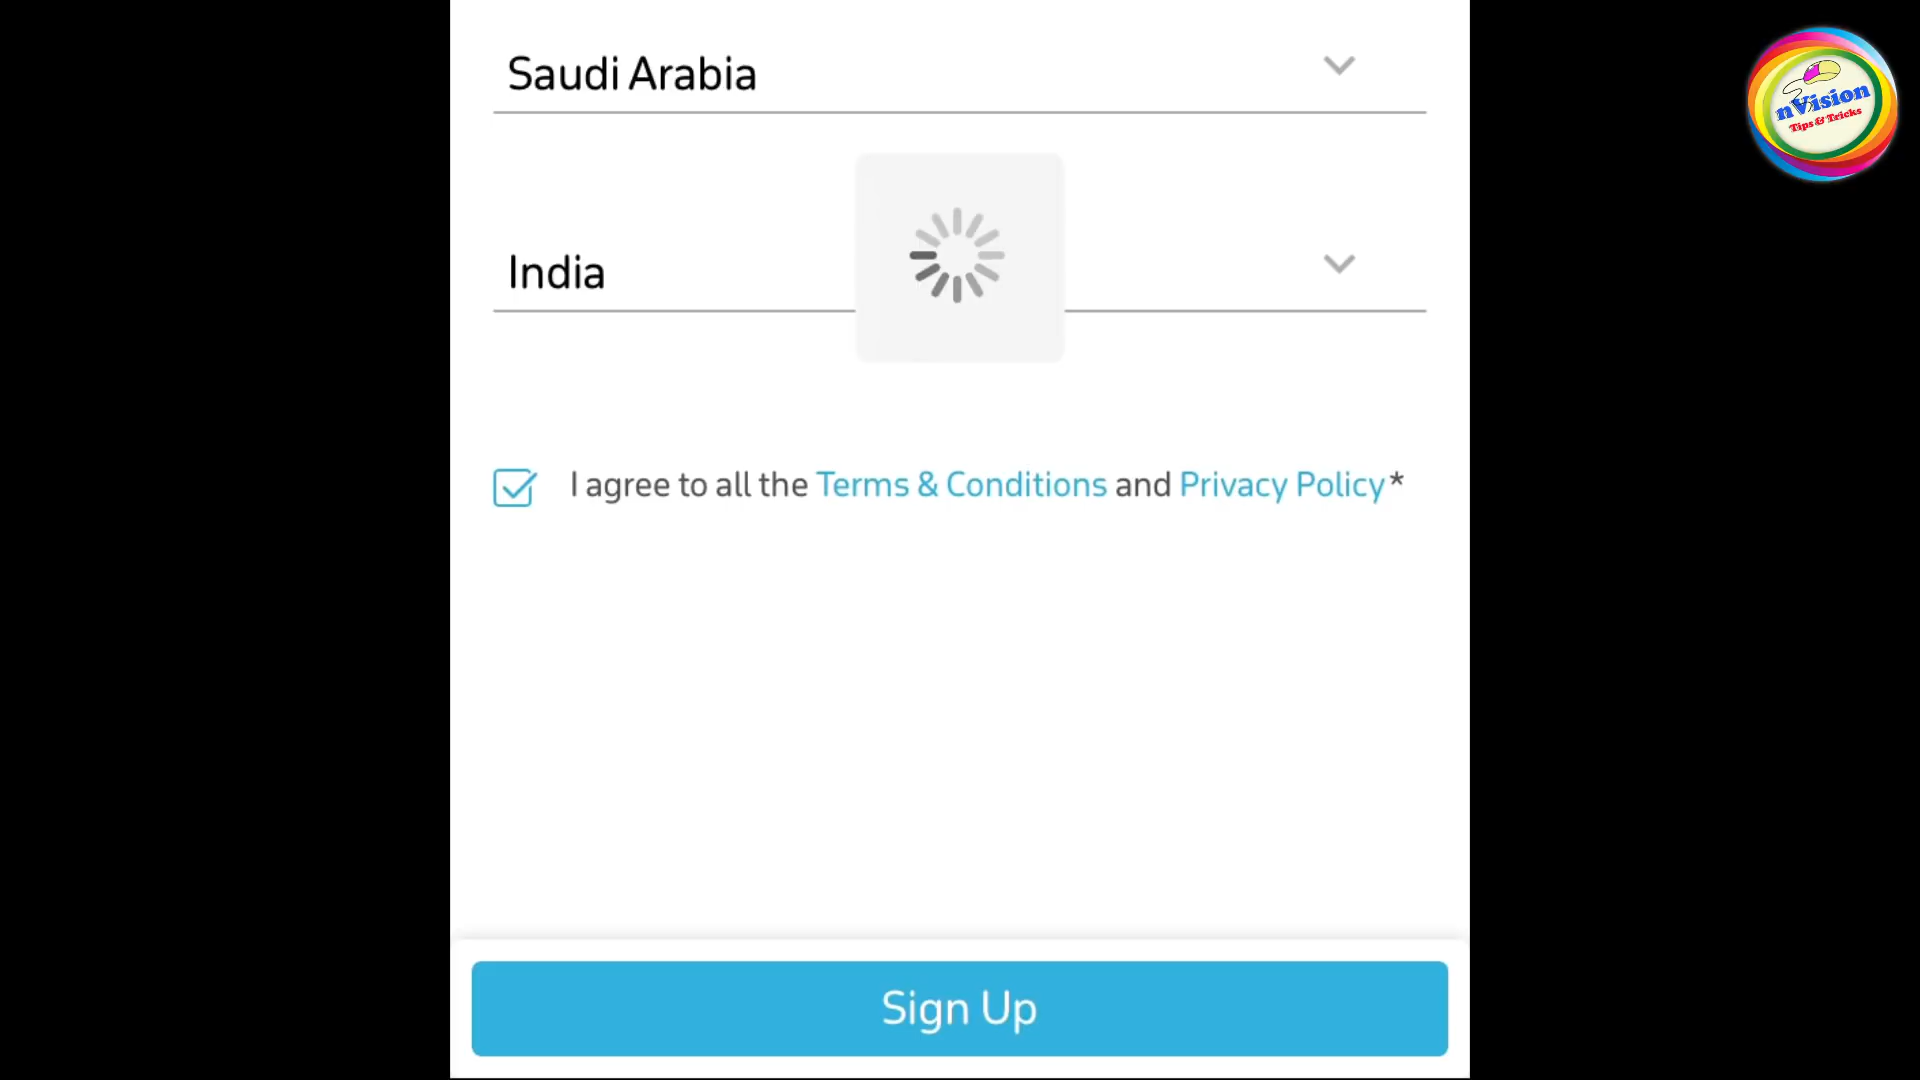 Saudi Arabia
India
I agree to all the Terms & Conditions and Privacy Policy*
Sign Up
nVision
Tips & Tricks